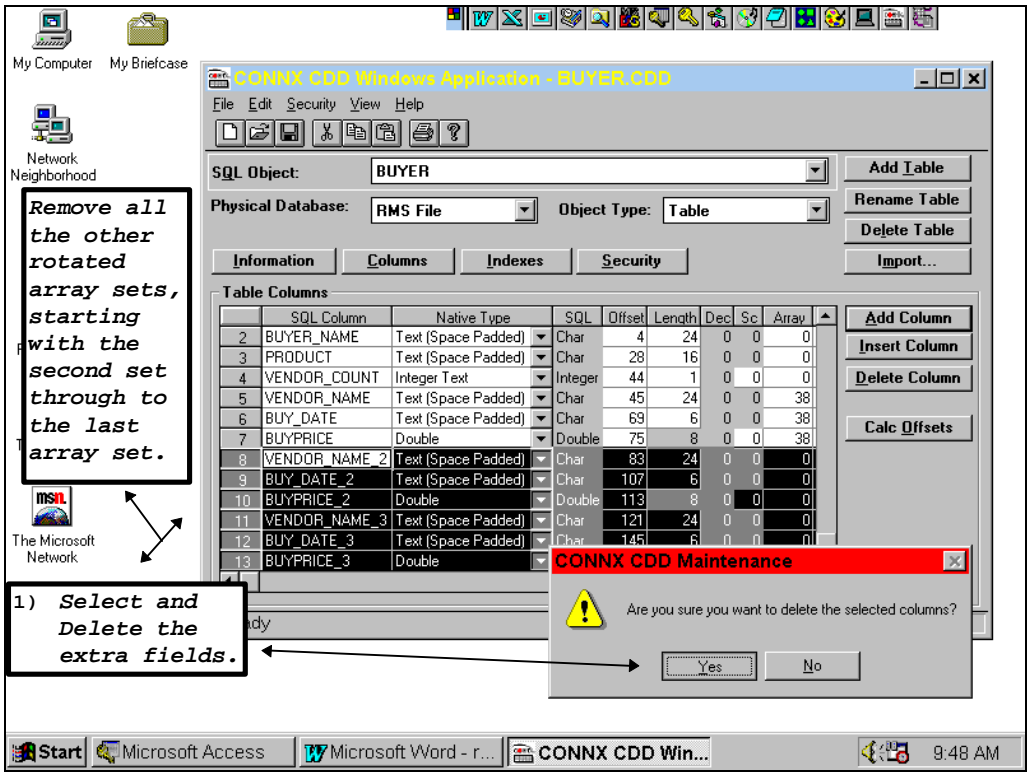 My Computer
My Briefcase
Network
Neighborhood
CONNX CDD Windows Application - BUYER.CDD
File Edit Security View Help
SQL Object: BUYER
Add Table
Physical Database: RMS File Object Type: Table
Rename Table
Delete Table
Information Columns Indexes Security
Import...
Table Columns
SQL Column Native Type SQL Offset Length Dec Sc Array
2 BUYER_NAME Text (Space Padded) Char 4 24 0 0 0
3 PRODUCT Text (Space Padded) Char 28 16 0 0 0
4 VENDOR_COUNT Integer Text Integer 44 1 0 0 0
5 VENDOR_NAME Text (Space Padded) Char 45 24 0 0 38
6 BUY_DATE Text (Space Padded) Char 69 6 0 0 38
7 BUYPRICE Double Double 75 8 0 0 38
8 VENDOR_NAME_2 Text (Space Padded) Char 83 24 0 0 0
9 BUY_DATE_2 Text (Space Padded) Char 107 6 0 0 0
10 BUYPRICE_2 Double Double 113 8 0 0 0
11 VENDOR_NAME_3 Text (Space Padded) Char 121 24 0 0 0
12 BUY_DATE_3 Text (Space Padded) Char 145 6 0 0 0
13 BUYPRICE_3 Double
Add Column
Insert Column
Delete Column
Calc Offsets
Remove all
the other
rotated
array sets,
starting
with the
second set
through to
the last
array set.
msn.
The Microsoft
Network
1) Select and
Delete the
extra fields.
CONNX CDD Maintenance
Are you sure you want to delete the selected columns?
Yes No
Start Microsoft Access Microsoft Word - r... CONNX CDD Win... 9:48 AM